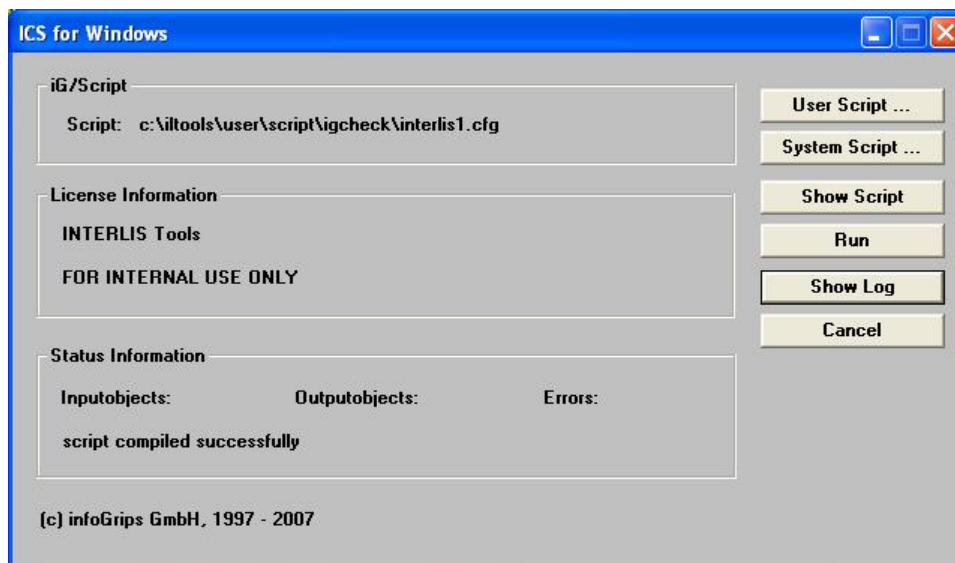 ICS for Windows
iG/Script
Script: c:\iltools\user\script\igcheck\interlis1.cfg
License Information
INTERLIS Tools
FOR INTERNAL USE ONLY
Status Information
Inputobjects: Outputobjects: Errors:
script compiled successfully
(c) infoGrips GmbH, 1997 - 2007
User Script ...
System Script ...
Show Script
Run
Show Log
Cancel